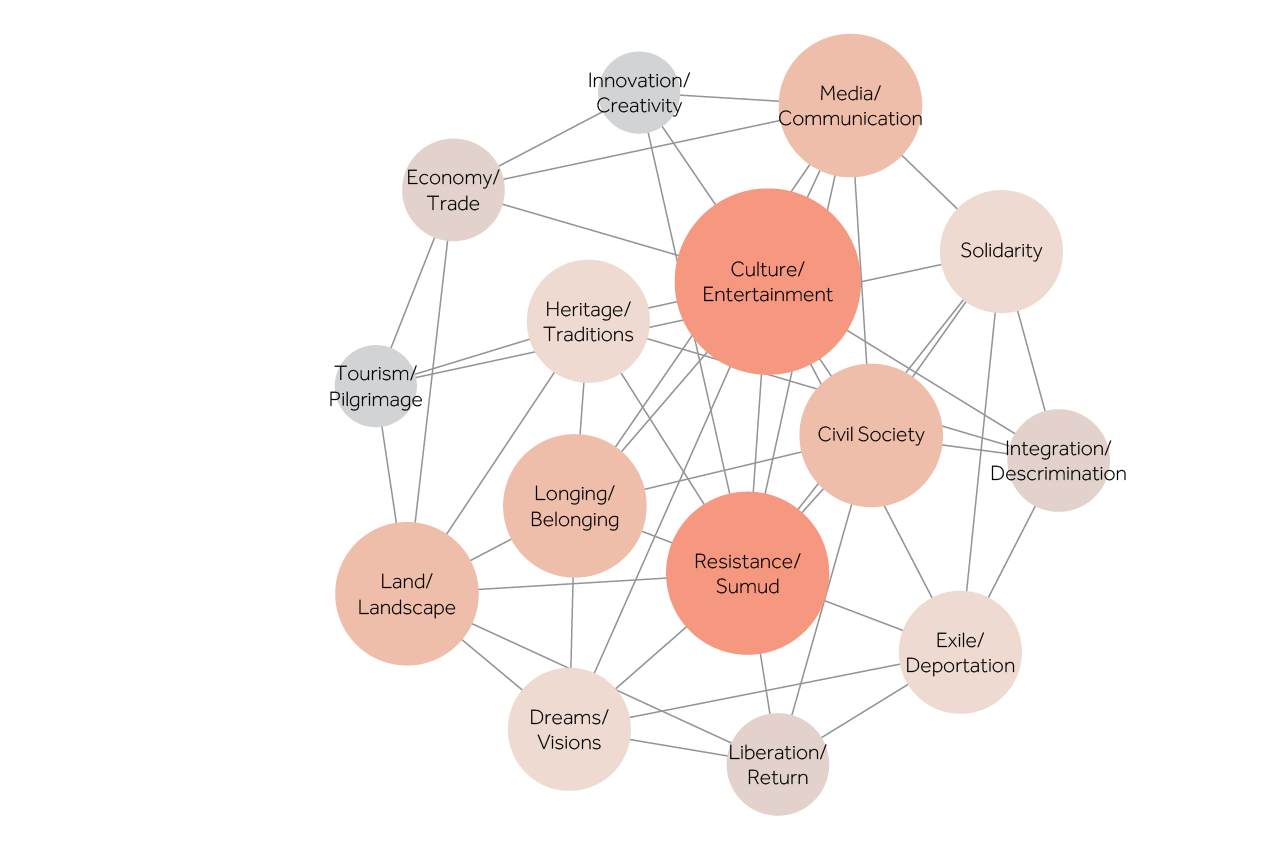 Innovation/
Creativity
Media/
Communication
Economy/
Trade
Solidarity
Culture/
Entertainment
Heritage/
Traditions
Tourism/
Pilgrimage
Civil Society
Integration/
Descrimination
Longing/
Belonging
Resistance/
Sumud
Land/
Landscape
Exile/
Deportation
Dreams/
Visions
Liberation/
Return